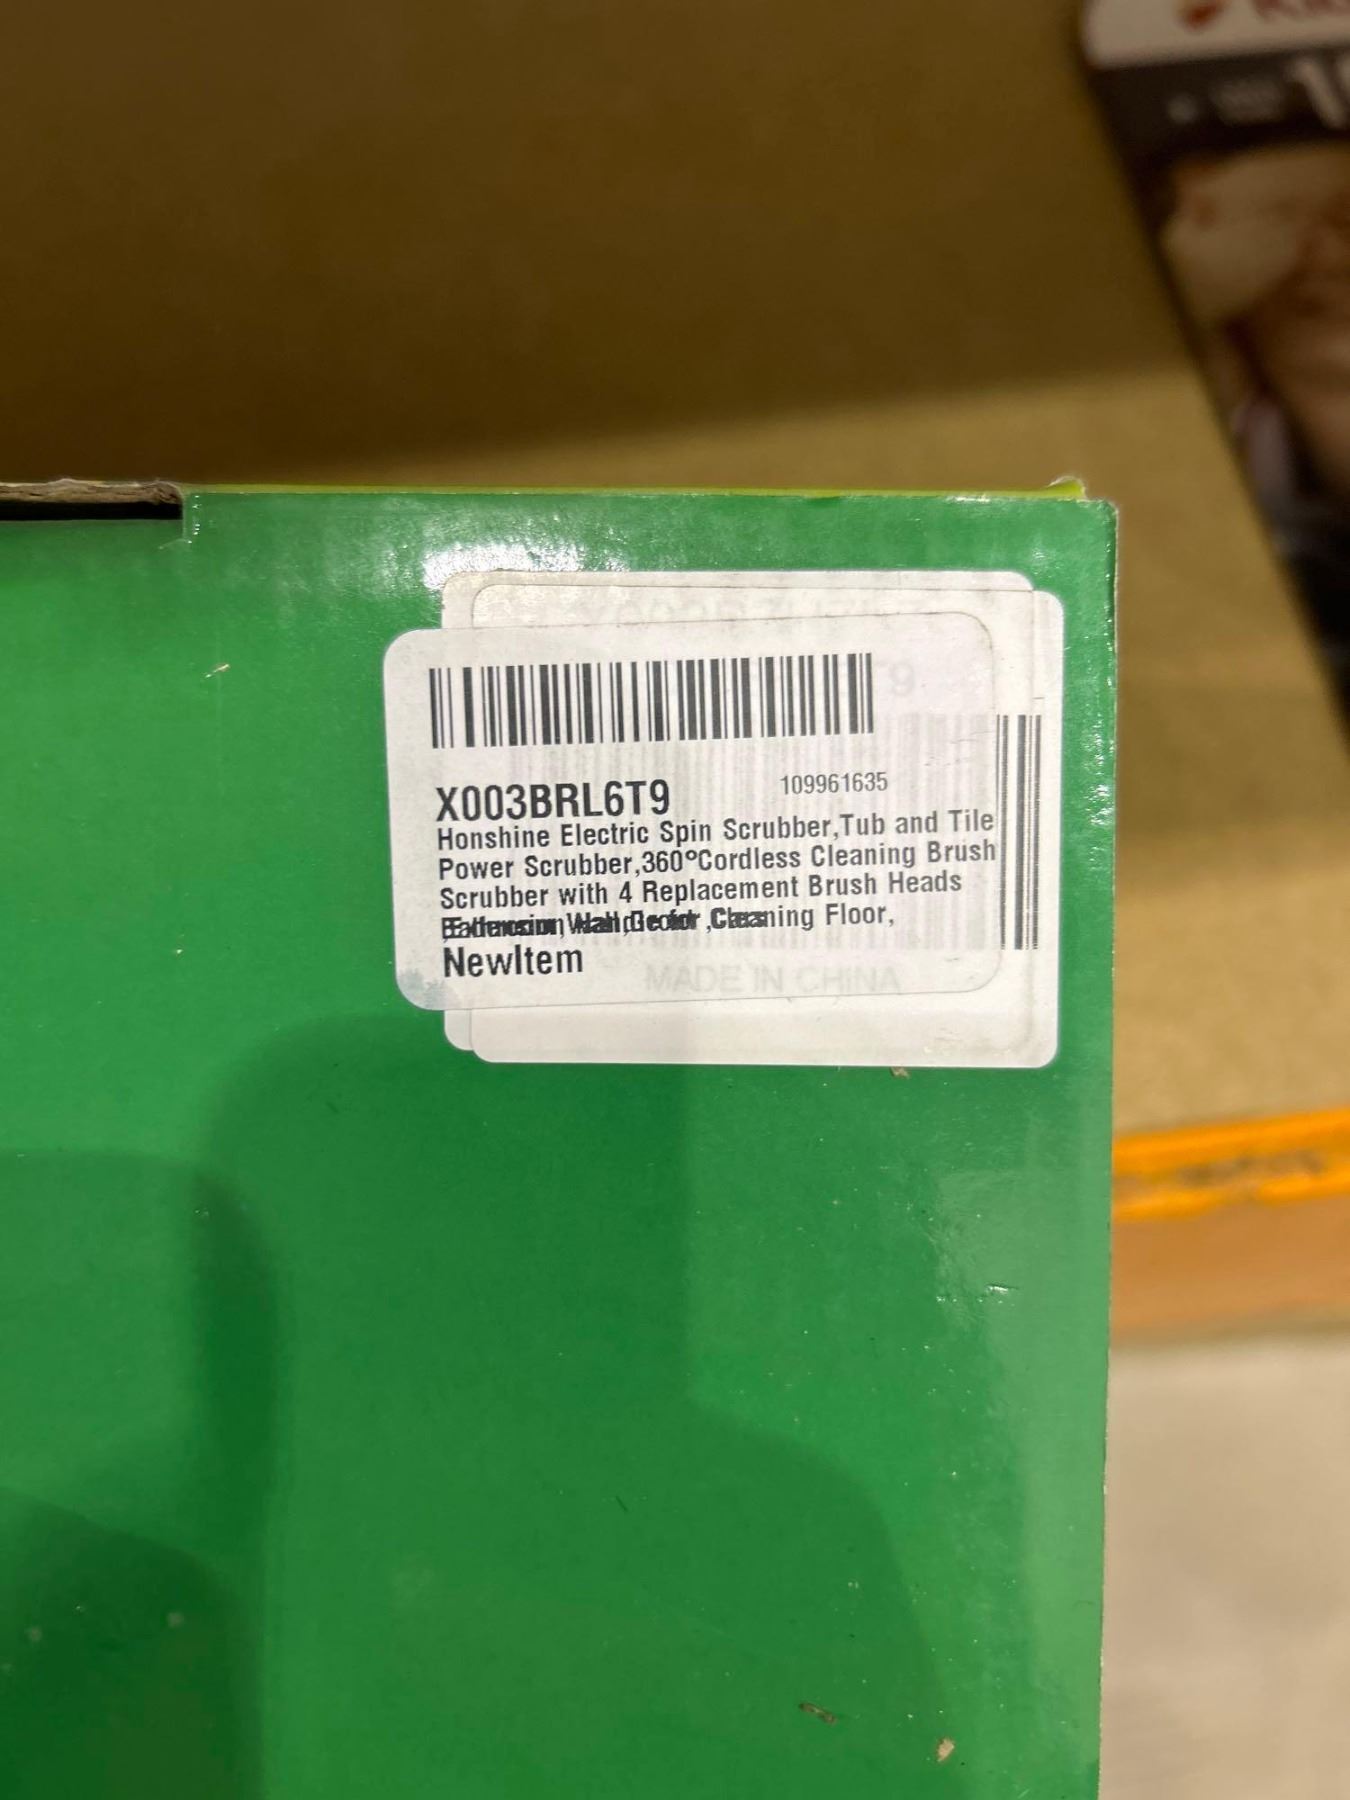 X003BRL6T9
109961635
Honshine Electric Spin Scrubber,Tub and Tile
Power Scrubber,360°Cordless Cleaning Brush
Scrubber with 4 Replacement Brush Heads
Cleaning Floor,
NewItem
MADE IN CHINA